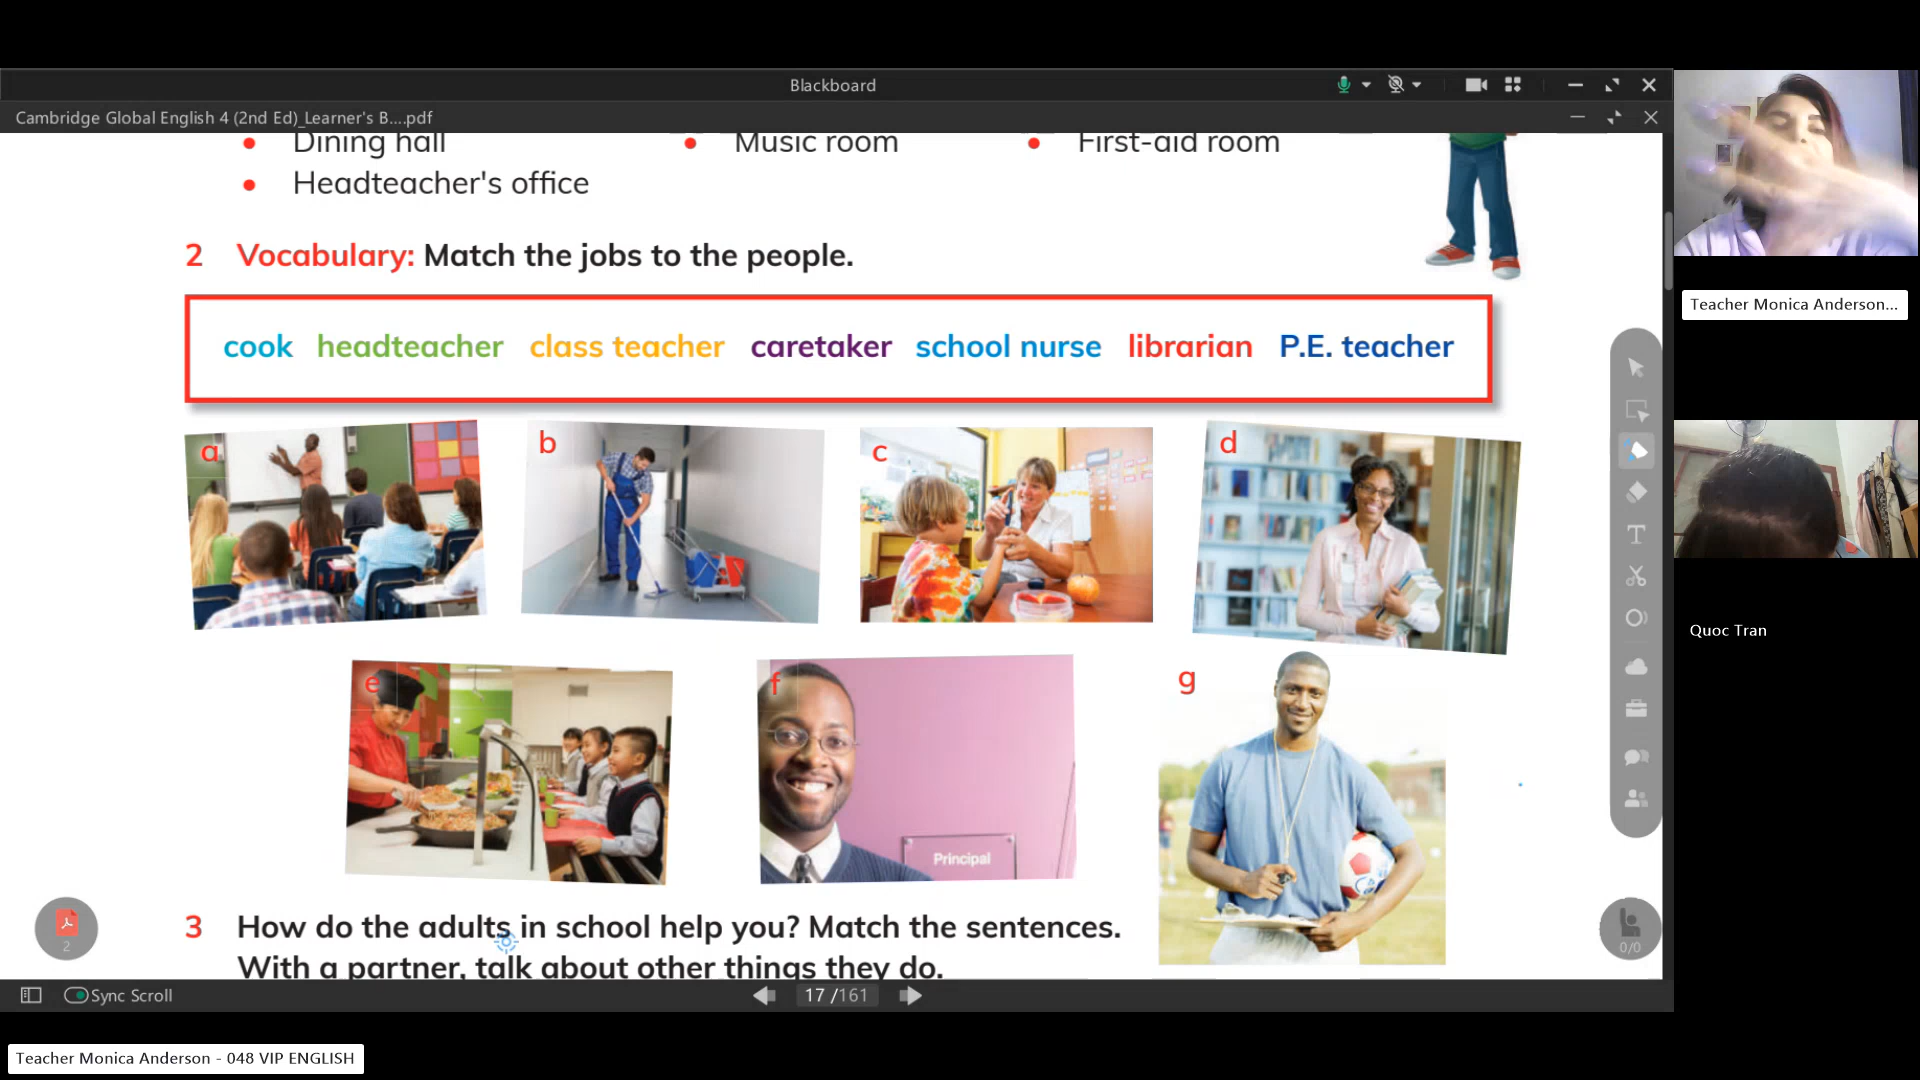 Blackboard
Cambridge Global English 4 (2nd Ed)_Learner's B....pdf
Dining hall
Music room
First-aid room
Headteacher's office
2 Vocabulary: Match the jobs to the people.
cook headteacher class teacher caretaker school nurse librarian P.E. teacher
a
b
c
d
e
f
g
Principal
3 How do the adults in school help you? Match the sentences.
With a partner, talk about other things they do.
2
0/0
Sync Scroll
17 /161
Teacher Monica Anderson...
Quoc Tran
Teacher Monica Anderson - 048 VIP ENGLISH